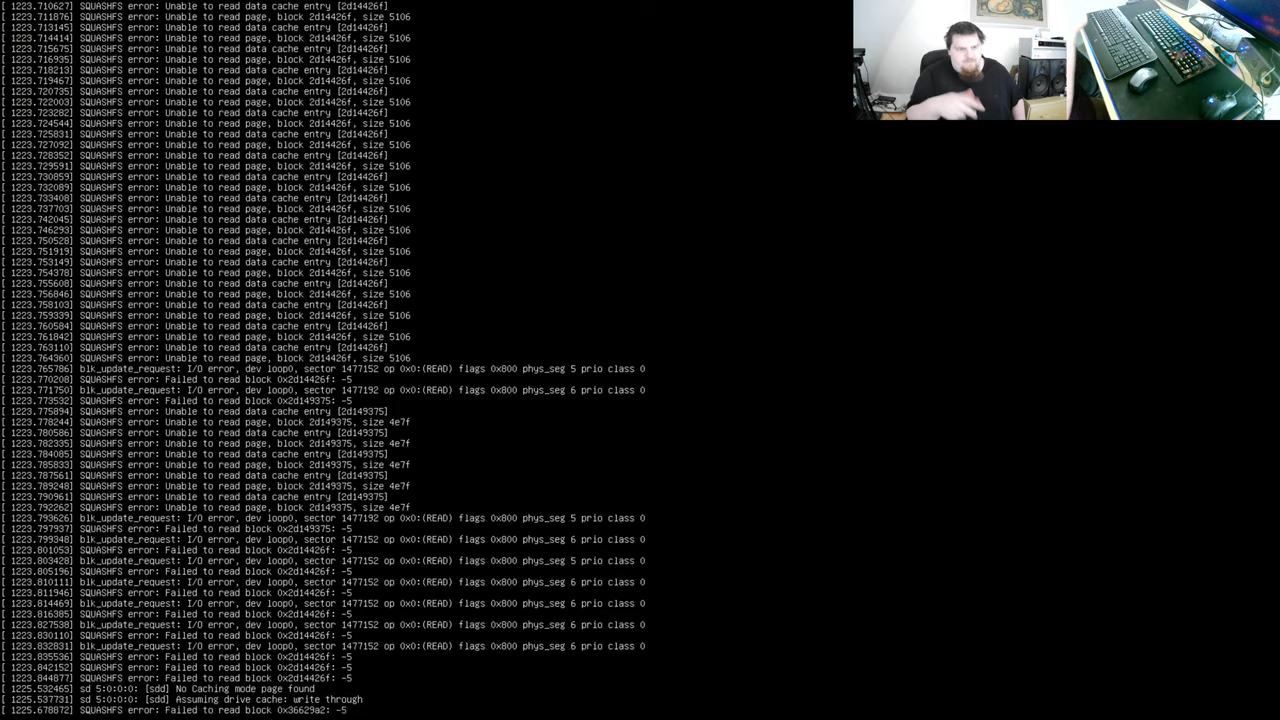 [ 1223.710627] SQUASHFS error: Unable to read data cache entry [2d14426f]
[ 1223.711876] SQUASHFS error: Unable to read page, block 2d14426f, size 5106
[ 1223.713145] SQUASHFS error: Unable to read data cache entry [2d14426f]
[ 1223.714414] SQUASHFS error: Unable to read page, block 2d14426f, size 5106
[ 1223.715675] SQUASHFS error: Unable to read data cache entry [2d14426f]
[ 1223.716935] SQUASHFS error: Unable to read page, block 2d14426f, size 5106
[ 1223.718213] SQUASHFS error: Unable to read data cache entry [2d14426f]
[ 1223.719467] SQUASHFS error: Unable to read page, block 2d14426f, size 5106
[ 1223.720735] SQUASHFS error: Unable to read data cache entry [2d14426f]
[ 1223.722003] SQUASHFS error: Unable to read page, block 2d14426f, size 5106
[ 1223.723282] SQUASHFS error: Unable to read data cache entry [2d14426f]
[ 1223.724544] SQUASHFS error: Unable to read page, block 2d14426f, size 5106
[ 1223.725831] SQUASHFS error: Unable to read data cache entry [2d14426f]
[ 1223.727092] SQUASHFS error: Unable to read page, block 2d14426f, size 5106
[ 1223.728352] SQUASHFS error: Unable to read data cache entry [2d14426f]
[ 1223.729591] SQUASHFS error: Unable to read page, block 2d14426f, size 5106
[ 1223.730859] SQUASHFS error: Unable to read data cache entry [2d14426f]
[ 1223.732089] SQUASHFS error: Unable to read page, block 2d14426f, size 5106
[ 1223.733408] SQUASHFS error: Unable to read data cache entry [2d14426f]
[ 1223.737703] SQUASHFS error: Unable to read page, block 2d14426f, size 5106
[ 1223.742045] SQUASHFS error: Unable to read data cache entry [2d14426f]
[ 1223.746293] SQUASHFS error: Unable to read page, block 2d14426f, size 5106
[ 1223.750528] SQUASHFS error: Unable to read data cache entry [2d14426f]
[ 1223.751919] SQUASHFS error: Unable to read page, block 2d14426f, size 5106
[ 1223.753149] SQUASHFS error: Unable to read data cache entry [2d14426f]
[ 1223.754378] SQUASHFS error: Unable to read page, block 2d14426f, size 5106
[ 1223.755608] SQUASHFS error: Unable to read data cache entry [2d14426f]
[ 1223.756846] SQUASHFS error: Unable to read page, block 2d14426f, size 5106
[ 1223.758103] SQUASHFS error: Unable to read data cache entry [2d14426f]
[ 1223.759339] SQUASHFS error: Unable to read page, block 2d14426f, size 5106
[ 1223.760584] SQUASHFS error: Unable to read data cache entry [2d14426f]
[ 1223.761842] SQUASHFS error: Unable to read page, block 2d14426f, size 5106
[ 1223.763110] SQUASHFS error: Unable to read data cache entry [2d14426f]
[ 1223.764360] SQUASHFS error: Unable to read page, block 2d14426f, size 5106
[ 1223.765786] blk_update_request: I/O error, dev loop0, sector 1477152 op 0x0:(READ) flags 0x800 phys_seg 5 prio class 0
[ 1223.770208] SQUASHFS error: Failed to read block 0x2d14426f: -5
[ 1223.771750] blk_update_request: I/O error, dev loop0, sector 1477192 op 0x0:(READ) flags 0x800 phys_seg 6 prio class 0
[ 1223.773532] SQUASHFS error: Failed to read block 0x2d149375: -5
[ 1223.775894] SQUASHFS error: Unable to read data cache entry [2d149375]
[ 1223.778244] SQUASHFS error: Unable to read page, block 2d149375, size 4e7f
[ 1223.780586] SQUASHFS error: Unable to read data cache entry [2d149375]
[ 1223.782335] SQUASHFS error: Unable to read page, block 2d149375, size 4e7f
[ 1223.784085] SQUASHFS error: Unable to read data cache entry [2d149375]
[ 1223.785833] SQUASHFS error: Unable to read page, block 2d149375, size 4e7f
[ 1223.787561] SQUASHFS error: Unable to read data cache entry [2d149375]
[ 1223.789248] SQUASHFS error: Unable to read page, block 2d149375, size 4e7f
[ 1223.790961] SQUASHFS error: Unable to read data cache entry [2d149375]
[ 1223.792262] SQUASHFS error: Unable to read page, block 2d149375, size 4e7f
[ 1223.793626] blk_update_request: I/O error, dev loop0, sector 1477192 op 0x0:(READ) flags 0x800 phys_seg 5 prio class 0
[ 1223.797937] SQUASHFS error: Failed to read block 0x2d149375: -5
[ 1223.799348] blk_update_request: I/O error, dev loop0, sector 1477152 op 0x0:(READ) flags 0x800 phys_seg 6 prio class 0
[ 1223.801053] SQUASHFS error: Failed to read block 0x2d14426f: -5
[ 1223.803428] blk_update_request: I/O error, dev loop0, sector 1477152 op 0x0:(READ) flags 0x800 phys_seg 5 prio class 0
[ 1223.805196] SQUASHFS error: Failed to read block 0x2d14426f: -5
[ 1223.810111] blk_update_request: I/O error, dev loop0, sector 1477152 op 0x0:(READ) flags 0x800 phys_seg 6 prio class 0
[ 1223.811946] SQUASHFS error: Failed to read block 0x2d14426f: -5
[ 1223.814469] blk_update_request: I/O error, dev loop0, sector 1477152 op 0x0:(READ) flags 0x800 phys_seg 6 prio class 0
[ 1223.816385] SQUASHFS error: Failed to read block 0x2d14426f: -5
[ 1223.827538] blk_update_request: I/O error, dev loop0, sector 1477152 op 0x0:(READ) flags 0x800 phys_seg 6 prio class 0
[ 1223.830110] SQUASHFS error: Failed to read block 0x2d14426f: -5
[ 1223.832831] blk_update_request: I/O error, dev loop0, sector 1477152 op 0x0:(READ) flags 0x800 phys_seg 6 prio class 0
[ 1223.835536] SQUASHFS error: Failed to read block 0x2d14426f: -5
[ 1223.842152] SQUASHFS error: Failed to read block 0x2d14426f: -5
[ 1223.844877] SQUASHFS error: Failed to read block 0x2d14426f: -5
[ 1225.532465] sd 5:0:0:0: [sdd] No Caching mode page found
[ 1225.537731] sd 5:0:0:0: [sdd] Assuming drive cache: write through
[ 1225.678872] SQUASHFS error: Failed to read block 0x36629a2: -5